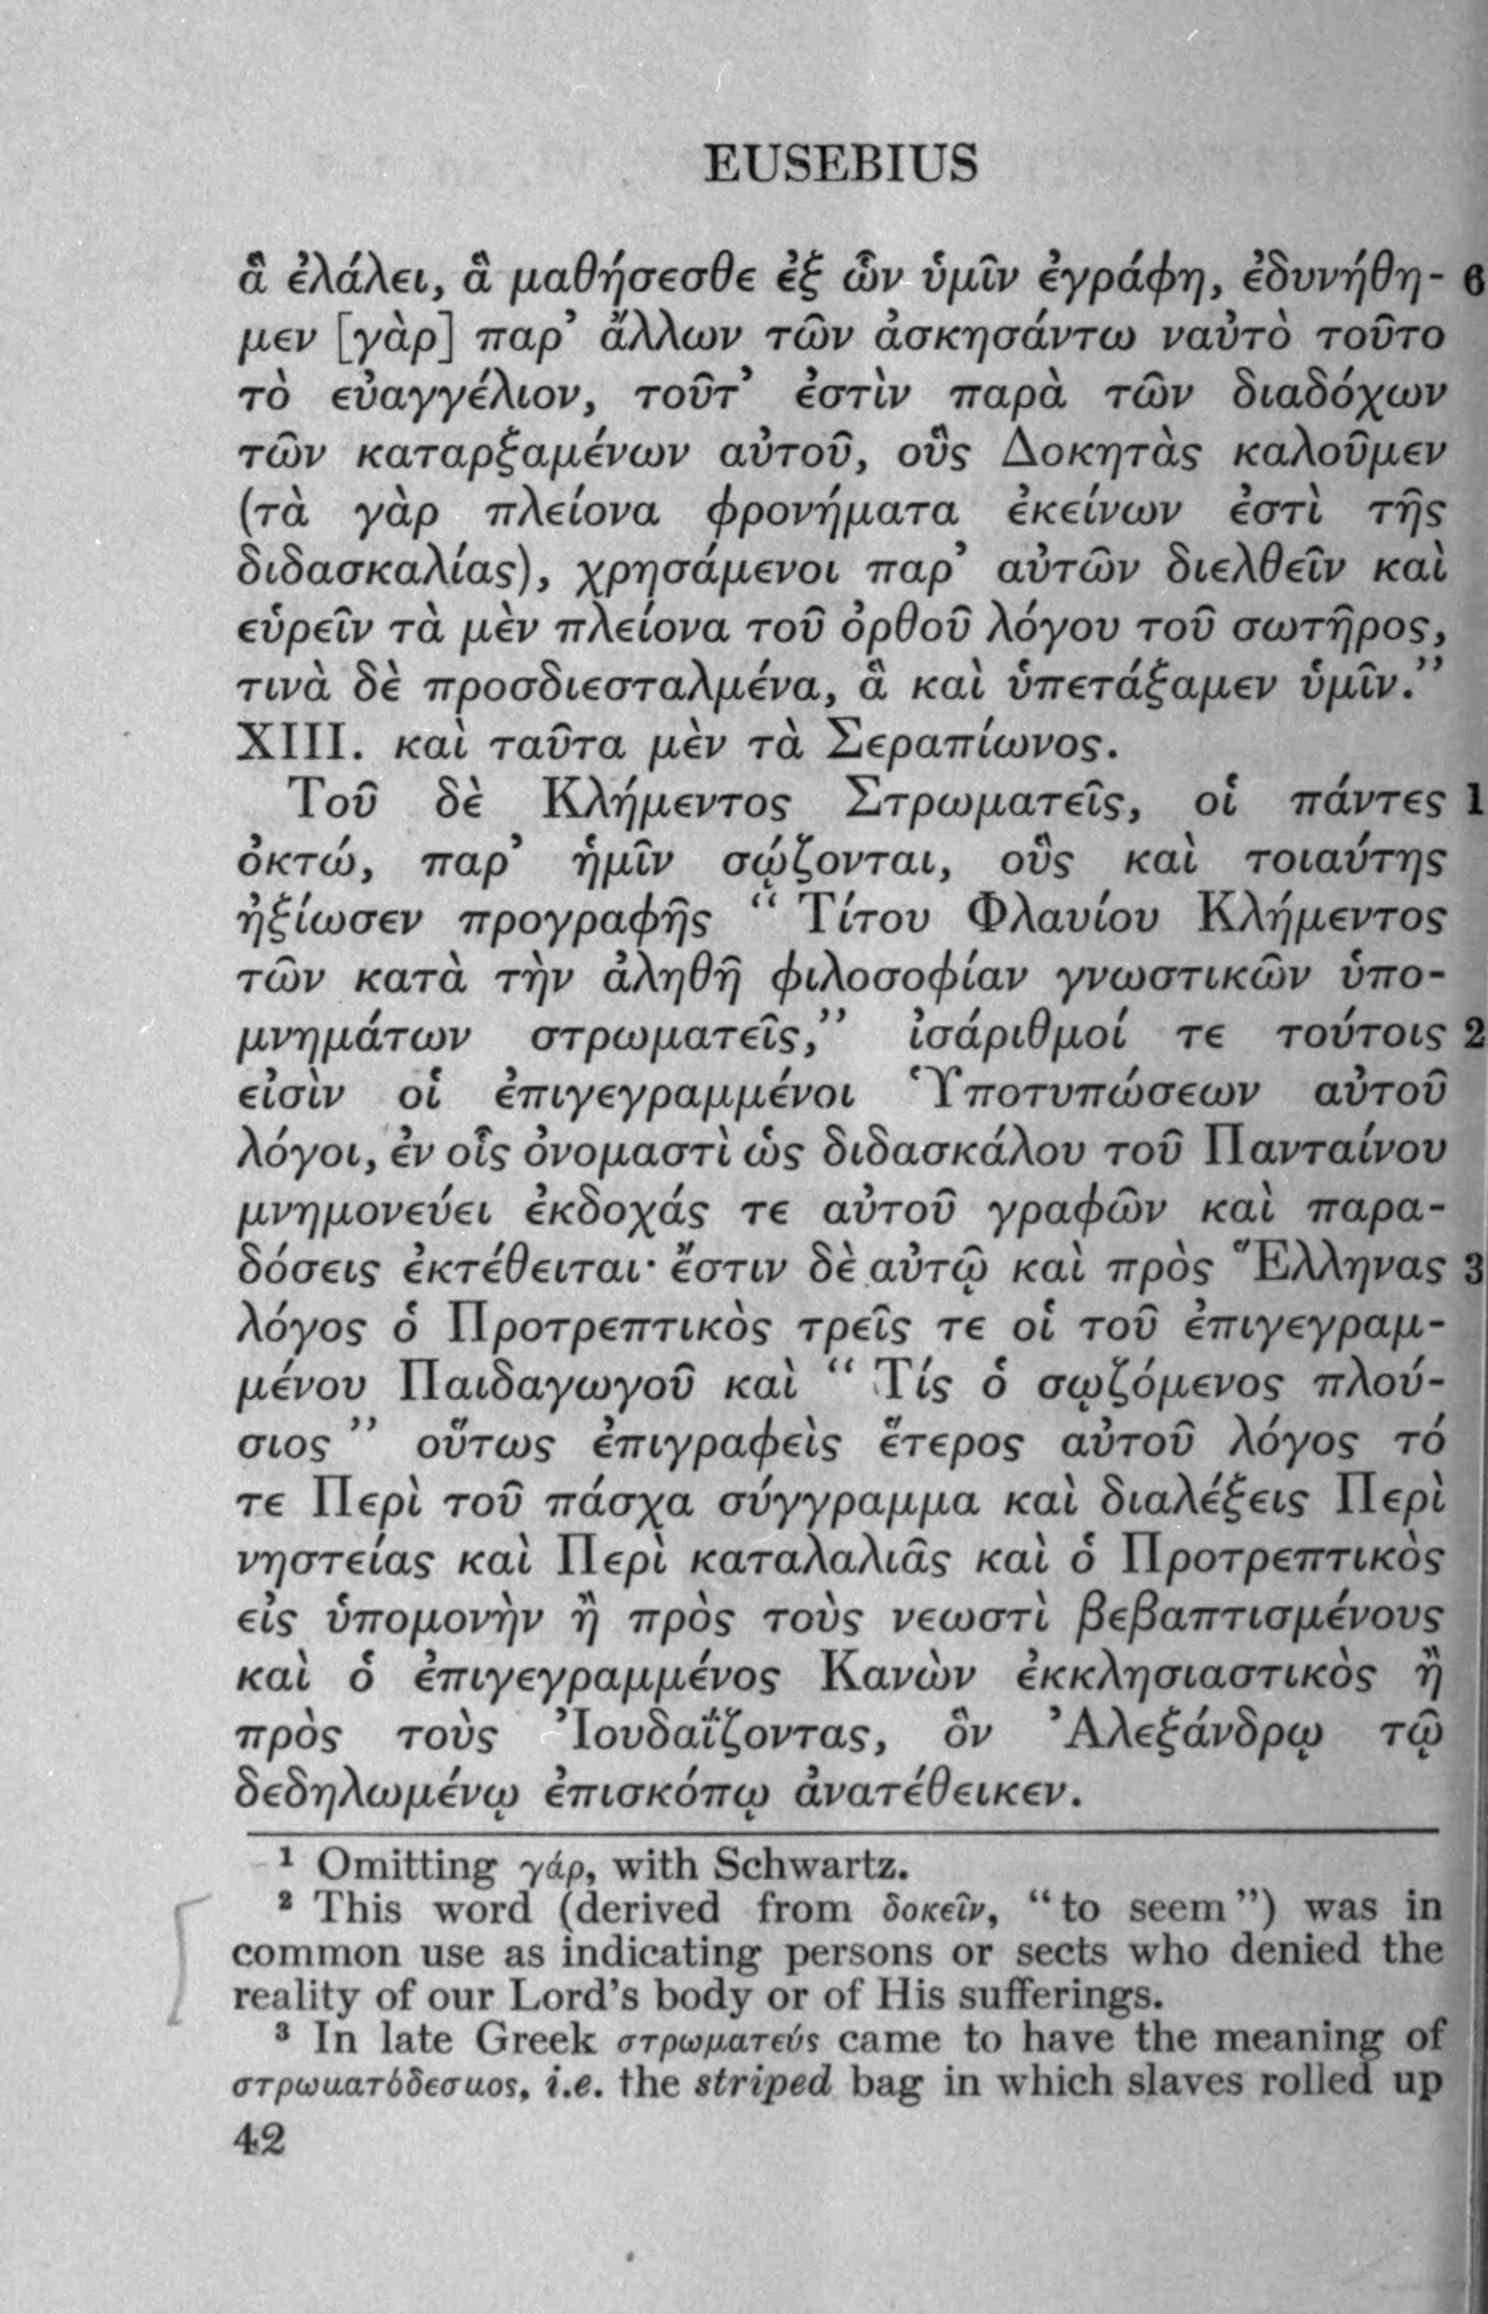 EUSEBIUS
ἃ ἐλάλει, ἃ μαθήσεσθε ἐξ ὧν ὑμῖν ἐγράφη, ἐδυνήθη- 6
μεν [γὰρ] παρ’ ἄλλων τῶν ἀσκησάντω ναὐτὸ τοῦτο
τὸ εὐαγγέλιον, τοῦτ’ ἐστὶν παρὰ τῶν διαδόχων
τῶν καταρξαμένων αὐτοῦ, οὓς Δοκητὰς καλοῦμεν
(τὰ γὰρ πλείονα φρονήματα ἐκείνων ἐστὶ τῆς
διδασκαλίας), χρησάμενοι παρ’ αὐτῶν διελθεῖν καὶ
εὑρεῖν τὰ μὲν πλείονα τοῦ ὀρθοῦ λόγου τοῦ σωτῆρος,
τινὰ δὲ προσδιεσταλμένα, ἃ καὶ ὑπετάξαμεν ὑμῖν.”
XIII. καὶ ταῦτα μὲν τὰ Σεραπίωνος.
Τοῦ δὲ Κλήμεντος Στρωματεῖς, οἱ πάντες 1
ὀκτώ, παρ’ ἡμῖν σῴζονται, οὓς καὶ τοιαύτης
ἠξίωσεν προγραφῆς “ Τίτου Φλαυίου Κλήμεντος
τῶν κατὰ τὴν ἀληθῆ φιλοσοφίαν γνωστικῶν ὑπο-
μνημάτων στρωματεῖς,” ἰσάριθμοί τε τούτοις 2
εἰσὶν οἱ ἐπιγεγραμμένοι Ὑποτυπώσεων αὐτοῦ
λόγοι, ἐν οἷς ὀνομαστὶ ὡς διδασκάλου τοῦ Πανταίνου
μνημονεύει ἐκδοχάς τε αὐτοῦ γραφῶν καὶ παρα-
δόσεις ἐκτέθειται· ἔστιν δὲ αὐτῷ καὶ πρὸς Ἕλληνας 3
λόγος ὁ Προτρεπτικὸς τρεῖς τε οἱ τοῦ ἐπιγεγραμ-
μένου Παιδαγωγοῦ καὶ “ Τίς ὁ σῳζόμενος πλού-
σιος ” οὕτως ἐπιγραφεὶς ἕτερος αὐτοῦ λόγος τό
τε Περὶ τοῦ πάσχα σύγγραμμα καὶ διαλέξεις Περὶ
νηστείας καὶ Περὶ καταλαλιᾶς καὶ ὁ Προτρεπτικὸς
εἰς ὑπομονὴν ἢ πρὸς τοὺς νεωστὶ βεβαπτισμένους
καὶ ὁ ἐπιγεγραμμένος Κανὼν ἐκκλησιαστικὸς ἢ
πρὸς τοὺς Ἰουδαΐζοντας, ὃν Ἀλεξάνδρῳ τῷ
δεδηλωμένῳ ἐπισκόπῳ ἀνατέθεικεν.
¹ Omitting γάρ, with Schwartz.
² This word (derived from δοκεῖν, “to seem”) was in
common use as indicating persons or sects who denied the
reality of our Lord’s body or of His sufferings.
³ In late Greek στρωματεύς came to have the meaning of
στρωματόδεσμος, i.e. the striped bag in which slaves rolled up
42